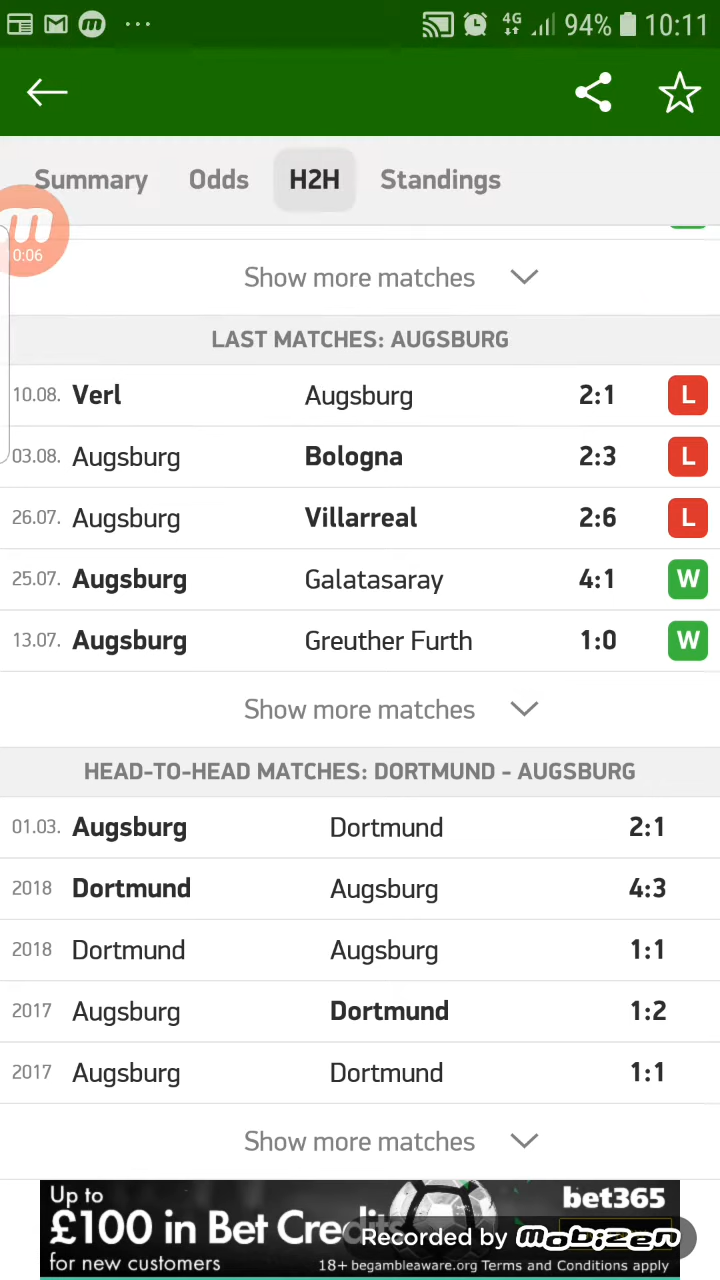 94% 10:11
4G
Summary Odds H2H Standings
m
0:06
Show more matches
LAST MATCHES: AUGSBURG
10.08. Verl Augsburg 2:1 L
03.08. Augsburg Bologna 2:3 L
26.07. Augsburg Villarreal 2:6 L
25.07. Augsburg Galatasaray 4:1 W
13.07. Augsburg Greuther Furth 1:0 W
Show more matches
HEAD-TO-HEAD MATCHES: DORTMUND - AUGSBURG
01.03. Augsburg Dortmund 2:1
2018 Dortmund Augsburg 4:3
2018 Dortmund Augsburg 1:1
2017 Augsburg Dortmund 1:2
2017 Augsburg Dortmund 1:1
Show more matches
Up to
£100 in Bet Credits
for new customers
bet365
Recorded by mobizen
18+ begambleaware.org Terms and Conditions apply